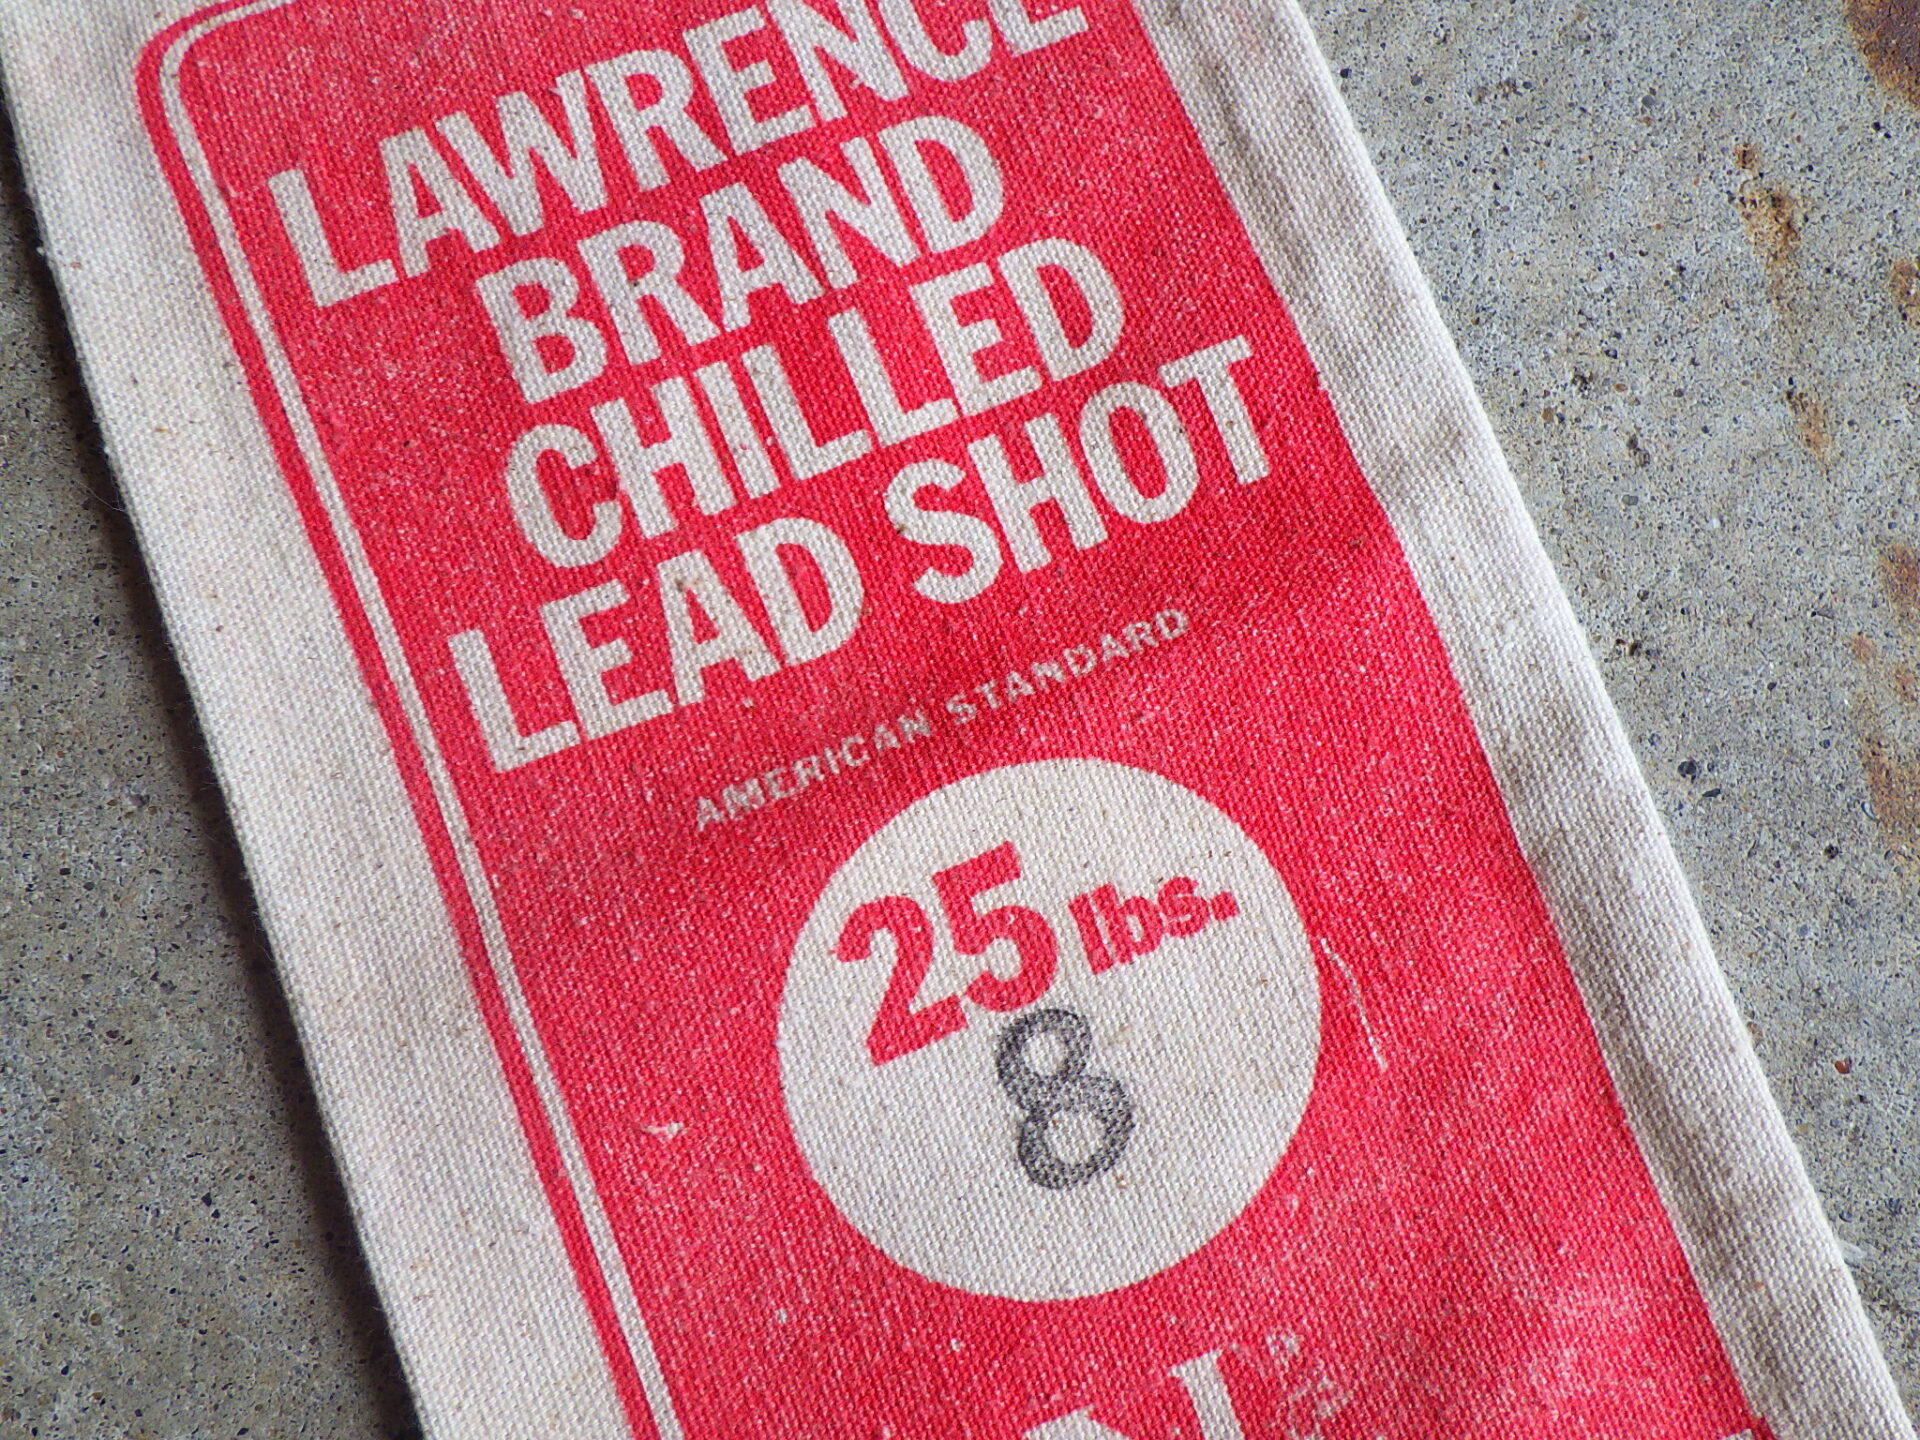 LAWRENCE
BRAND
CHILLED
LEAD SHOT
AMERICAN STANDARD
25 lbs.
8